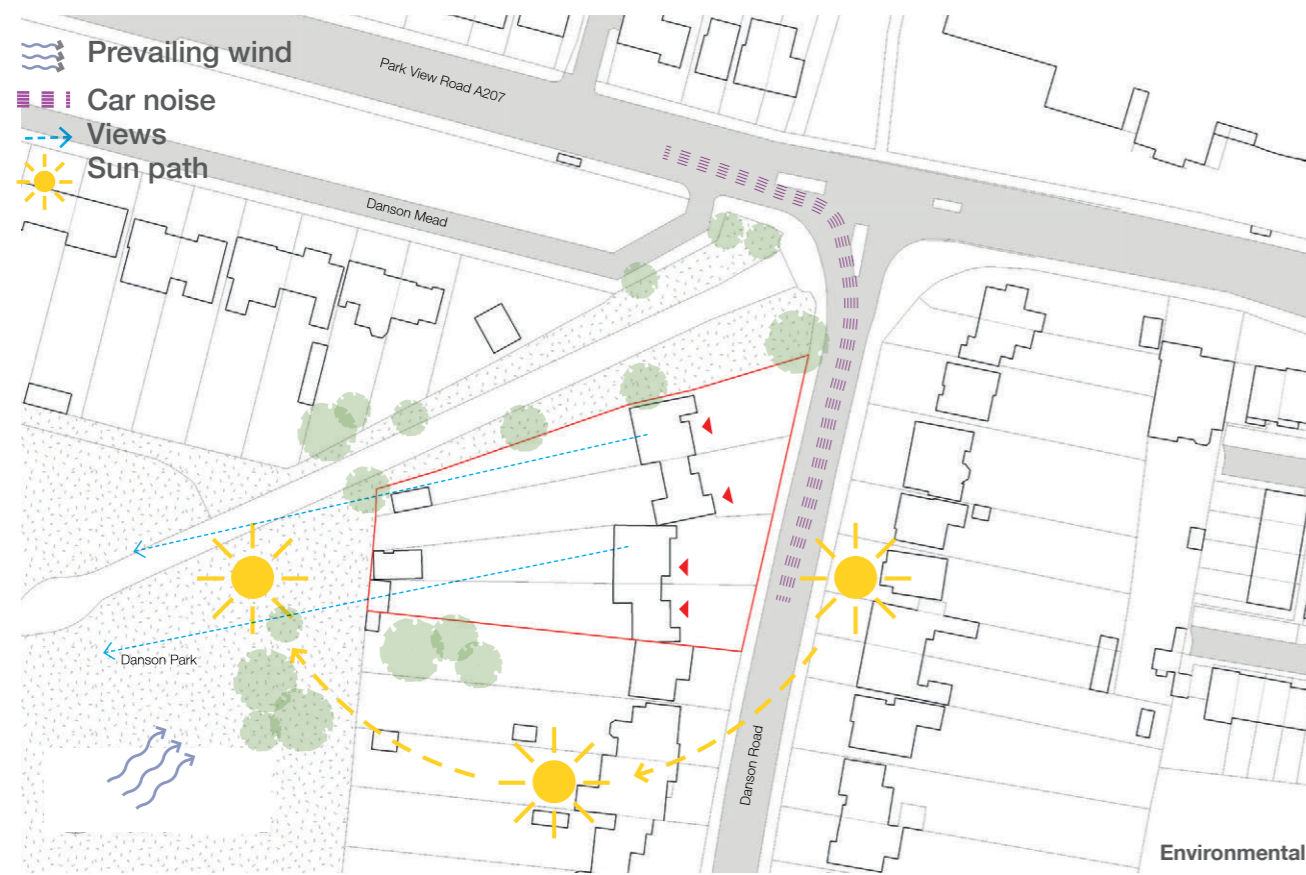 Prevailing wind
Car noise
Views
Sun path
Park View Road A207
Danson Mead
Danson Park
Danson Road
Environmental